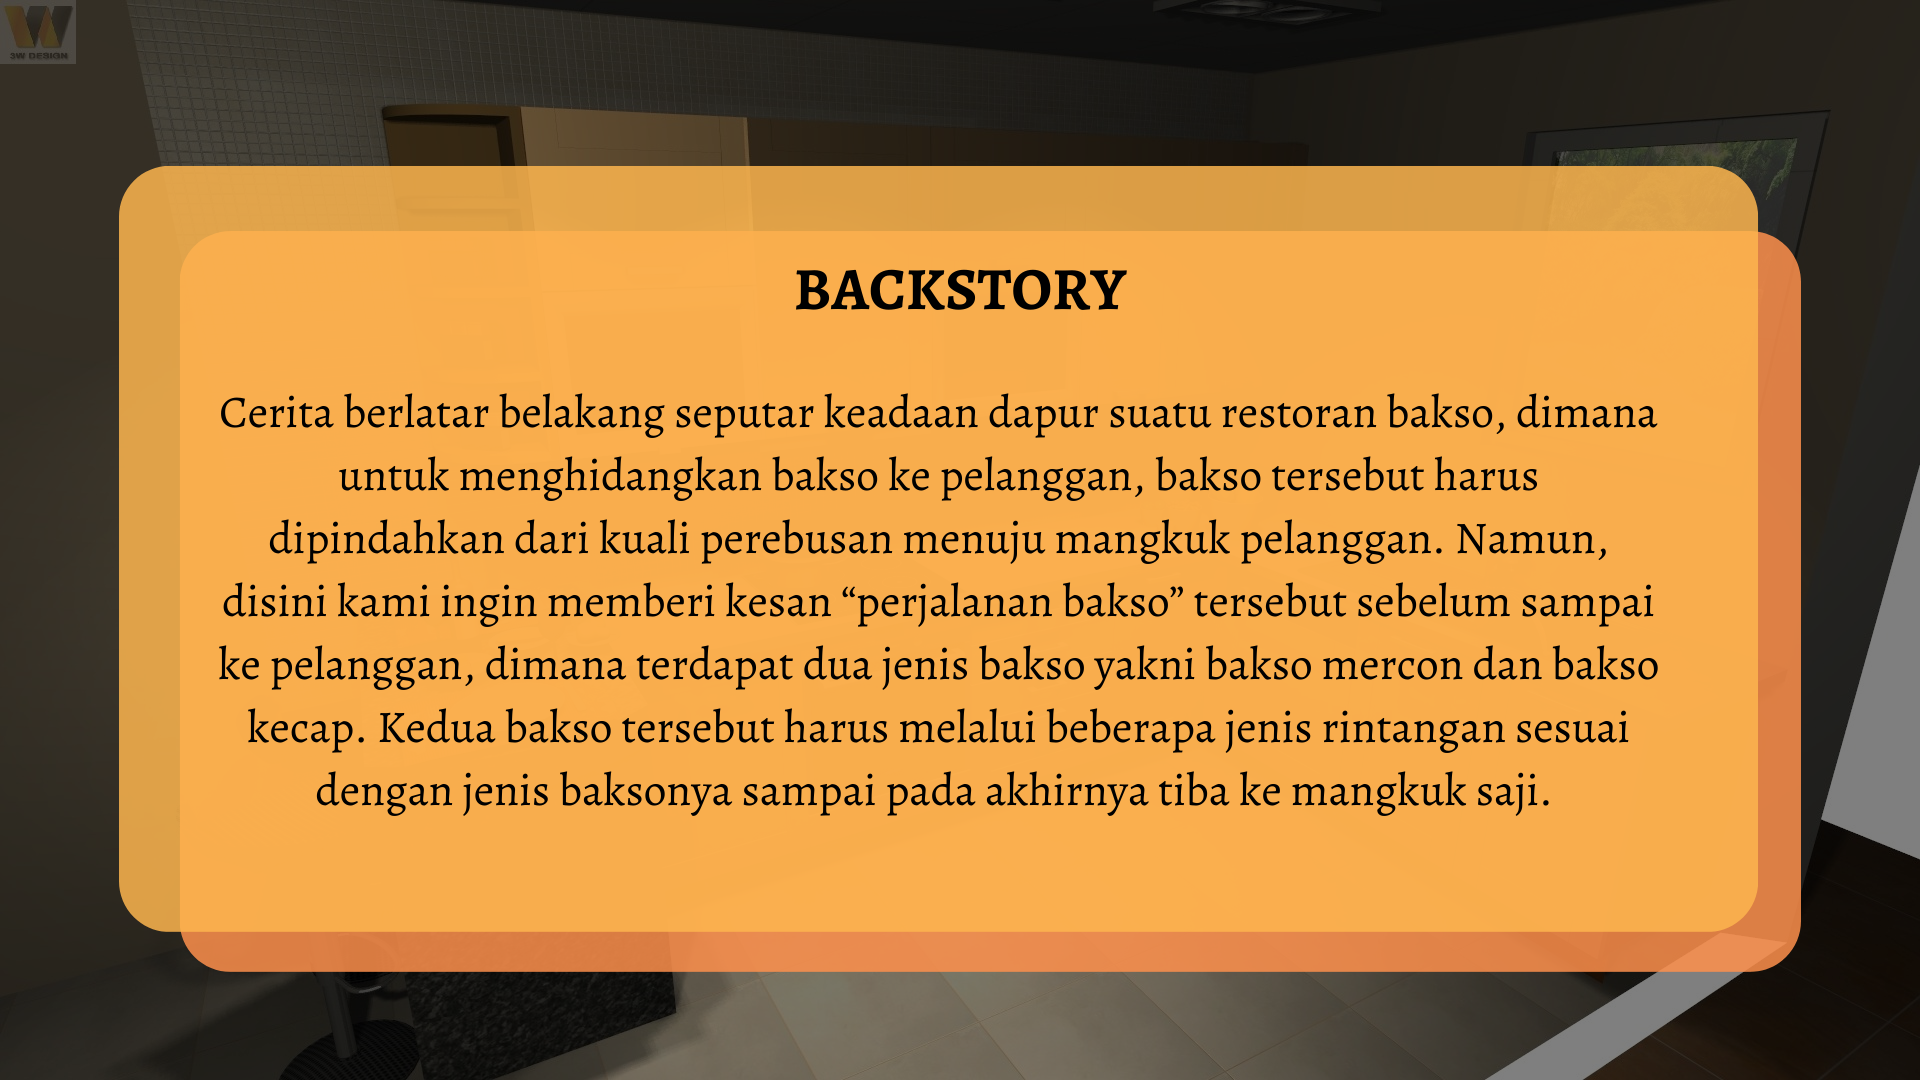 3W DESIGN
BACKSTORY
Cerita berlatar belakang seputar keadaan dapur suatu restoran bakso, dimana
untuk menghidangkan bakso ke pelanggan, bakso tersebut harus
dipindahkan dari kuali perebusan menuju mangkuk pelanggan. Namun,
disini kami ingin memberi kesan “perjalanan bakso” tersebut sebelum sampai
ke pelanggan, dimana terdapat dua jenis bakso yakni bakso mercon dan bakso
kecap. Kedua bakso tersebut harus melalui beberapa jenis rintangan sesuai
dengan jenis baksonya sampai pada akhirnya tiba ke mangkuk saji.